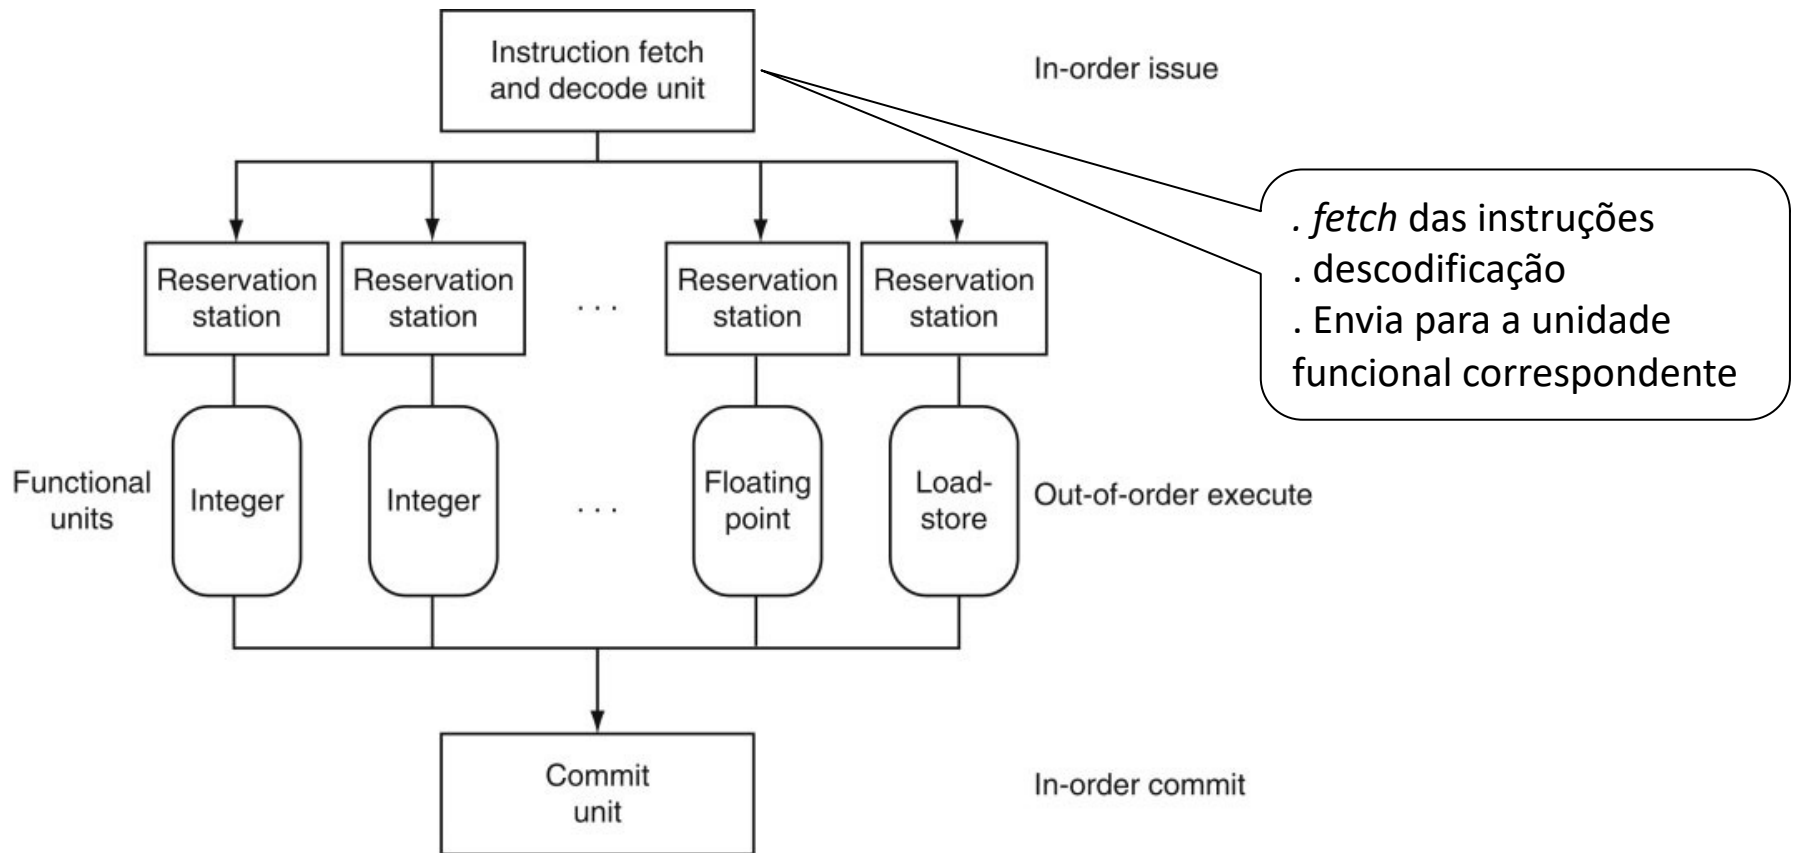 Instruction fetch
and decode unit
In-order issue
. fetch das instruções
. descodificação
. Envia para a unidade
funcional correspondente
Reservation
station
Reservation
station
. . .
Reservation
station
Reservation
station
Functional
units
Integer
Integer
. . .
Floating
point
Load-
store
Out-of-order execute
Commit
unit
In-order commit